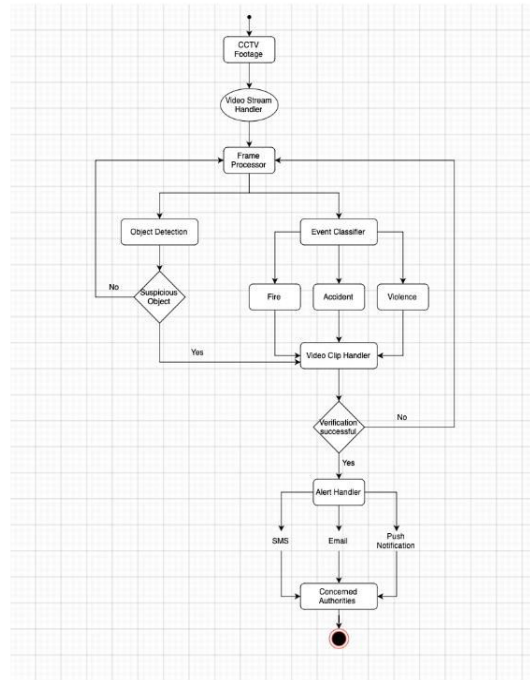 CCTV
Footage
Video Stream
Handler
Frame
Processor
Object Detection
Event Classifier
No
Suspicious
Object
Fire
Accident
Violence
Yes
Video Clip Handler
Verification
successful
No
Yes
Alert Handler
SMS
Email
Push
Notification
Concerned
Authorities